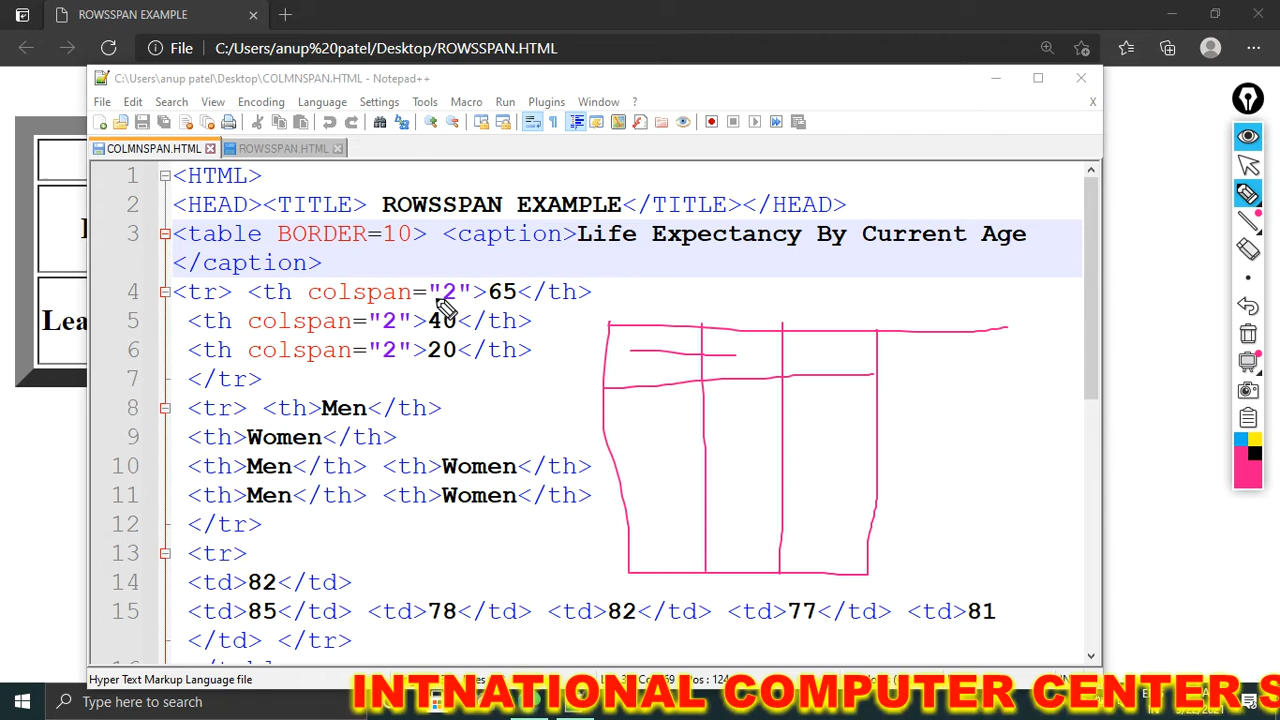 ROWSSPAN EXAMPLE
File C:/Users/anup%20patel/Desktop/ROWSSPAN.HTML
C:\Users\anup patel\Desktop\COLMNSPAN.HTML - Notepad++
File Edit Search View Encoding Language Settings Tools Macro Run Plugins Window ? X
COLMNSPAN.HTML ROWSSPAN.HTML
1 <HTML>
2 <HEAD><TITLE> ROWSSPAN EXAMPLE</TITLE></HEAD>
3 <table BORDER=10> <caption>Life Expectancy By Current Age
</caption>
4 <tr> <th colspan="2">65</th>
5 <th colspan="2">40</th>
6 <th colspan="2">20</th>
7 </tr>
8 <tr> <th>Men</th>
9 <th>Women</th>
10 <th>Men</th> <th>Women</th>
11 <th>Men</th> <th>Women</th>
12 </tr>
13 <tr>
14 <td>82</td>
15 <td>85</td> <td>78</td> <td>82</td> <td>77</td> <td>81
</td> </tr>
Lea
Hyper Text Markup Language file
INTNATIONAL COMPUTER CENTER S
Type here to search